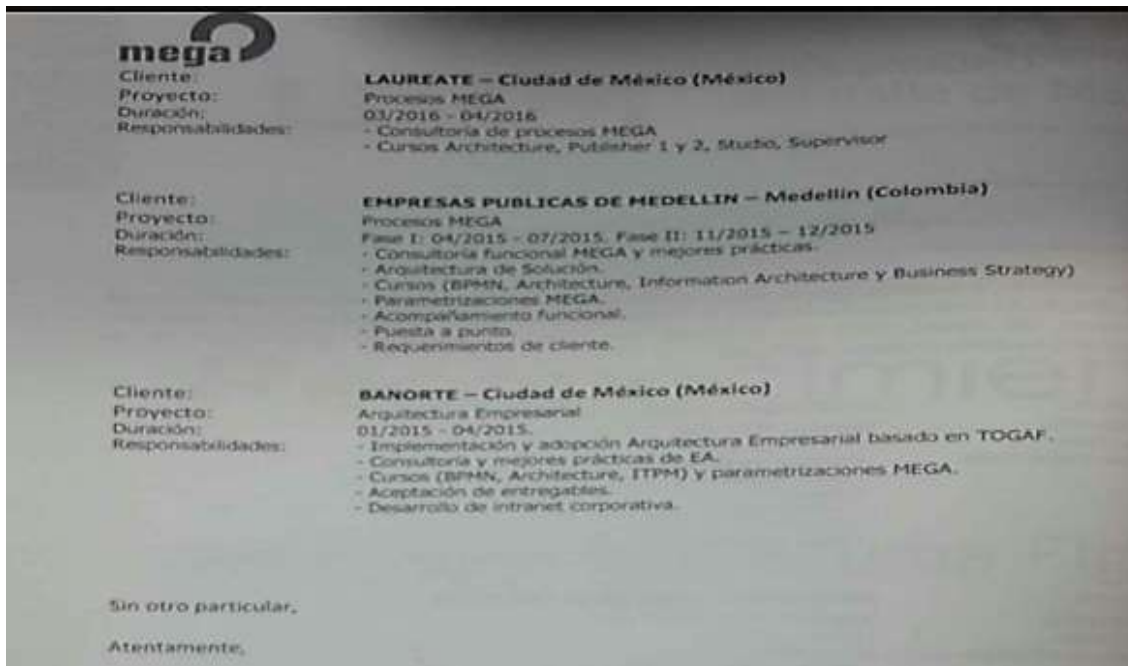 mega
Cliente: LAUREATE – Ciudad de México (México)
Proyecto: Procesos MEGA
Duración: 03/2016 - 04/2016
Responsabilidades: - Consultoría de procesos MEGA
- Cursos Architecture, Publisher 1 y 2, Studio, Supervisor
Cliente: EMPRESAS PUBLICAS DE MEDELLIN – Medellin (Colombia)
Proyecto: Procesos MEGA
Duración: Fase I: 04/2015 - 07/2015. Fase II: 11/2015 – 12/2015
Responsabilidades: - Consultoría funcional MEGA y mejores prácticas.
- Arquitectura de Solución.
- Cursos (BPMN, Architecture, Information Architecture y Business Strategy)
- Parametrizaciones MEGA.
- Acompañamiento funcional.
- Puesta a punto.
- Requerimientos de cliente.
Cliente: BANORTE – Ciudad de México (México)
Proyecto: Arquitectura Empresarial
Duración: 01/2015 - 04/2015.
Responsabilidades: - Implementación y adopción Arquitectura Empresarial basado en TOGAF.
- Consultoría y mejores prácticas de EA.
- Cursos (BPMN, Architecture, ITPM) y parametrizaciones MEGA.
- Aceptación de entregables.
- Desarrollo de intranet corporativa.
Sin otro particular,
Atentamente,